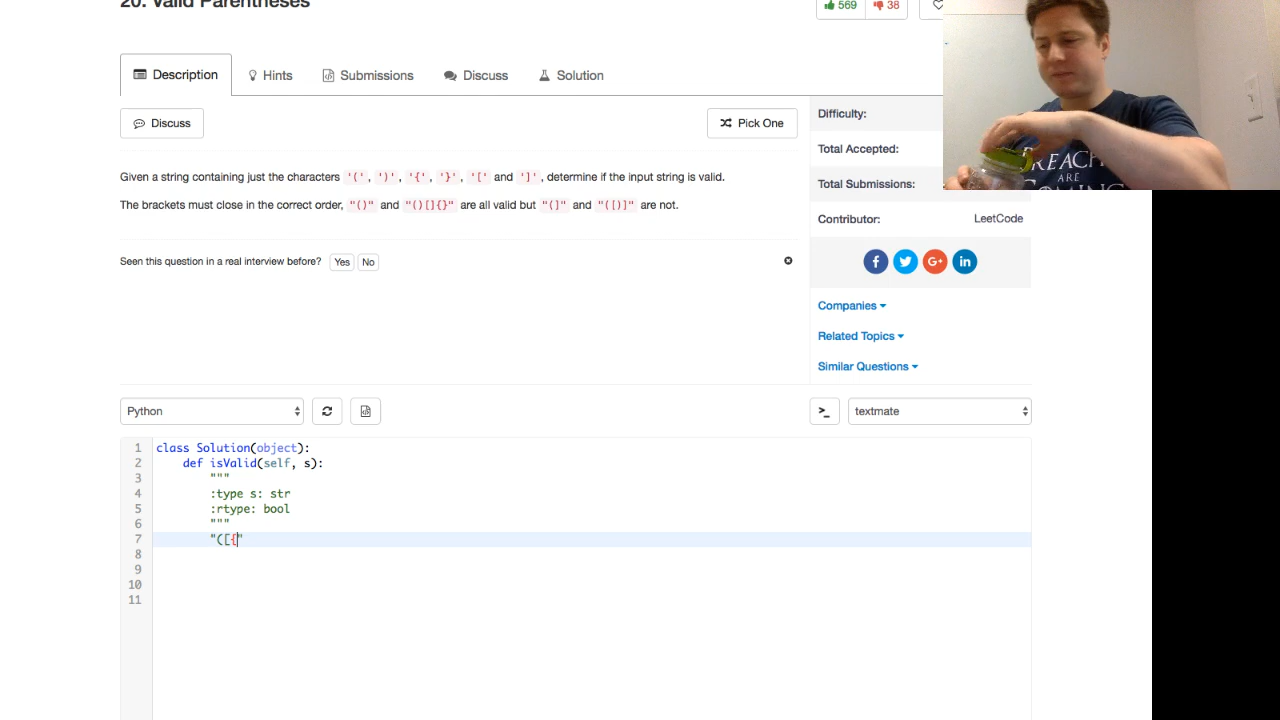 20. Valid Parentheses
569 38
Description Hints Submissions Discuss Solution
Discuss Pick One
Given a string containing just the characters '(', ')', '{', '}', '[' and ']', determine if the input string is valid.
The brackets must close in the correct order, "()" and "()[]{}" are all valid but "(]" and "([)]" are not.
Seen this question in a real interview before? Yes No
Difficulty:
Total Accepted:
Total Submissions:
Contributor: LeetCode
f G+ in
Companies
Related Topics
Similar Questions
Python >_ textmate
1 class Solution(object):
2 def isValid(self, s):
3 """
4 :type s: str
5 :rtype: bool
6 """
7 "([{"
8
9
10
11
ARE
COMING